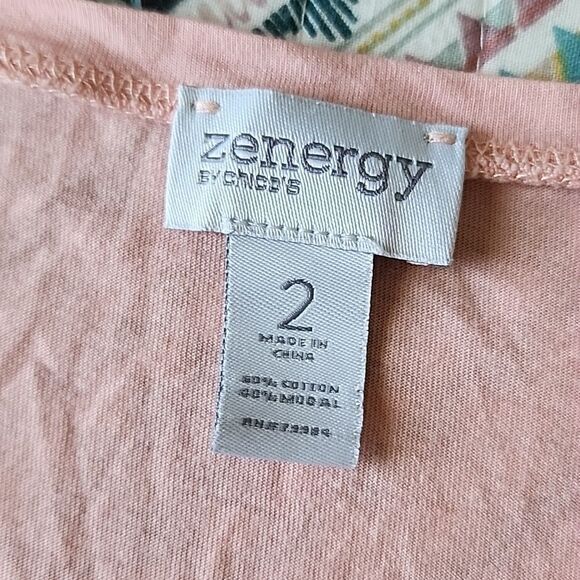 zenergy
BY CHICO'S
2
MADE IN
CHINA
60% COTTON
40% MODAL